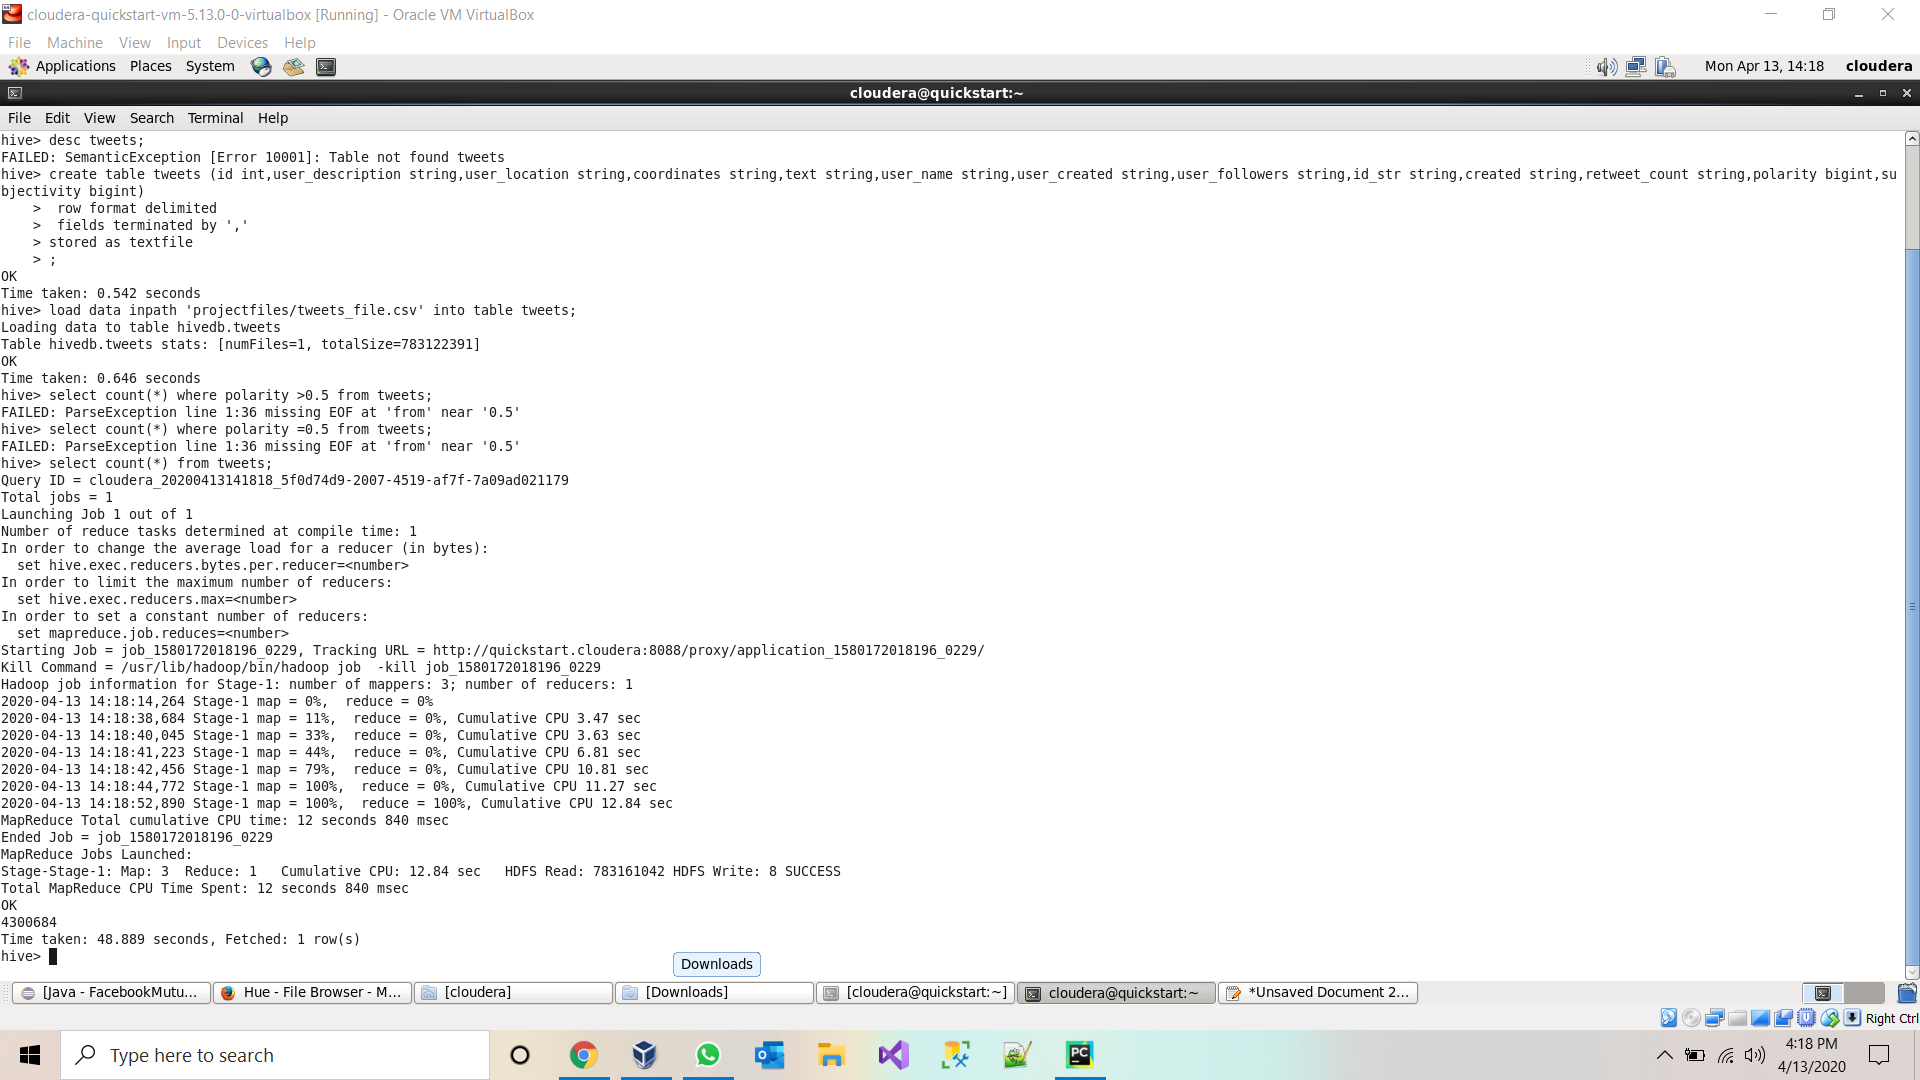 cloudera-quickstart-vm-5.13.0-0-virtualbox [Running] - Oracle VM VirtualBox
File Machine View Input Devices Help
Applications Places System Mon Apr 13, 14:18 cloudera
cloudera@quickstart:~
File Edit View Search Terminal Help
hive> desc tweets;
FAILED: SemanticException [Error 10001]: Table not found tweets
hive> create table tweets (id int,user_description string,user_location string,coordinates string,text string,user_name string,user_created string,user_followers string,id_str string,created string,retweet_count string,polarity bigint,su
bjectivity bigint)
    >  row format delimited
    >  fields terminated by ','
    > stored as textfile
    > ;
OK
Time taken: 0.542 seconds
hive> load data inpath 'projectfiles/tweets_file.csv' into table tweets;
Loading data to table hivedb.tweets
Table hivedb.tweets stats: [numFiles=1, totalSize=783122391]
OK
Time taken: 0.646 seconds
hive> select count(*) where polarity >0.5 from tweets;
FAILED: ParseException line 1:36 missing EOF at 'from' near '0.5'
hive> select count(*) where polarity =0.5 from tweets;
FAILED: ParseException line 1:36 missing EOF at 'from' near '0.5'
hive> select count(*) from tweets;
Query ID = cloudera_20200413141818_5f0d74d9-2007-4519-af7f-7a09ad021179
Total jobs = 1
Launching Job 1 out of 1
Number of reduce tasks determined at compile time: 1
In order to change the average load for a reducer (in bytes):
  set hive.exec.reducers.bytes.per.reducer=<number>
In order to limit the maximum number of reducers:
  set hive.exec.reducers.max=<number>
In order to set a constant number of reducers:
  set mapreduce.job.reduces=<number>
Starting Job = job_1580172018196_0229, Tracking URL = http://quickstart.cloudera:8088/proxy/application_1580172018196_0229/
Kill Command = /usr/lib/hadoop/bin/hadoop job  -kill job_1580172018196_0229
Hadoop job information for Stage-1: number of mappers: 3; number of reducers: 1
2020-04-13 14:18:14,264 Stage-1 map = 0%,  reduce = 0%
2020-04-13 14:18:38,684 Stage-1 map = 11%,  reduce = 0%, Cumulative CPU 3.47 sec
2020-04-13 14:18:40,045 Stage-1 map = 33%,  reduce = 0%, Cumulative CPU 3.63 sec
2020-04-13 14:18:41,223 Stage-1 map = 44%,  reduce = 0%, Cumulative CPU 6.81 sec
2020-04-13 14:18:42,456 Stage-1 map = 79%,  reduce = 0%, Cumulative CPU 10.81 sec
2020-04-13 14:18:44,772 Stage-1 map = 100%,  reduce = 0%, Cumulative CPU 11.27 sec
2020-04-13 14:18:52,890 Stage-1 map = 100%,  reduce = 100%, Cumulative CPU 12.84 sec
MapReduce Total cumulative CPU time: 12 seconds 840 msec
Ended Job = job_1580172018196_0229
MapReduce Jobs Launched:
Stage-Stage-1: Map: 3  Reduce: 1   Cumulative CPU: 12.84 sec   HDFS Read: 783161042 HDFS Write: 8 SUCCESS
Total MapReduce CPU Time Spent: 12 seconds 840 msec
OK
4300684
Time taken: 48.889 seconds, Fetched: 1 row(s)
hive>
Downloads
[Java - FacebookMutu... Hue - File Browser - M... [cloudera] [Downloads] [cloudera@quickstart:~] cloudera@quickstart:~ *Unsaved Document 2...
Right Ctrl
Type here to search
PC
4:18 PM
4/13/2020